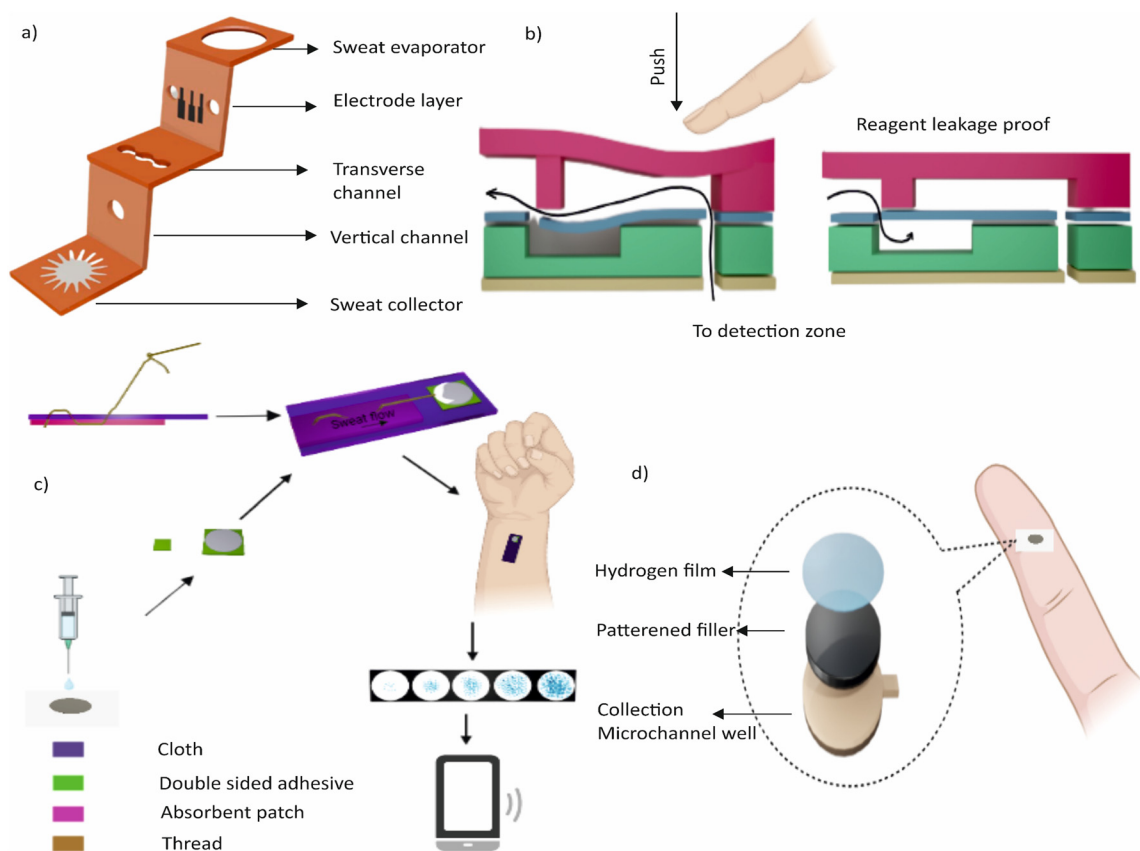 a)
Sweat evaporator
Electrode layer
Transverse
channel
Vertical channel
Sweat collector
b)
Push
Reagent leakage proof
To detection zone
c)
Sweat flow
Cloth
Double sided adhesive
Absorbent patch
Thread
d)
Hydrogen film
Patterened filler
Collection
Microchannel well